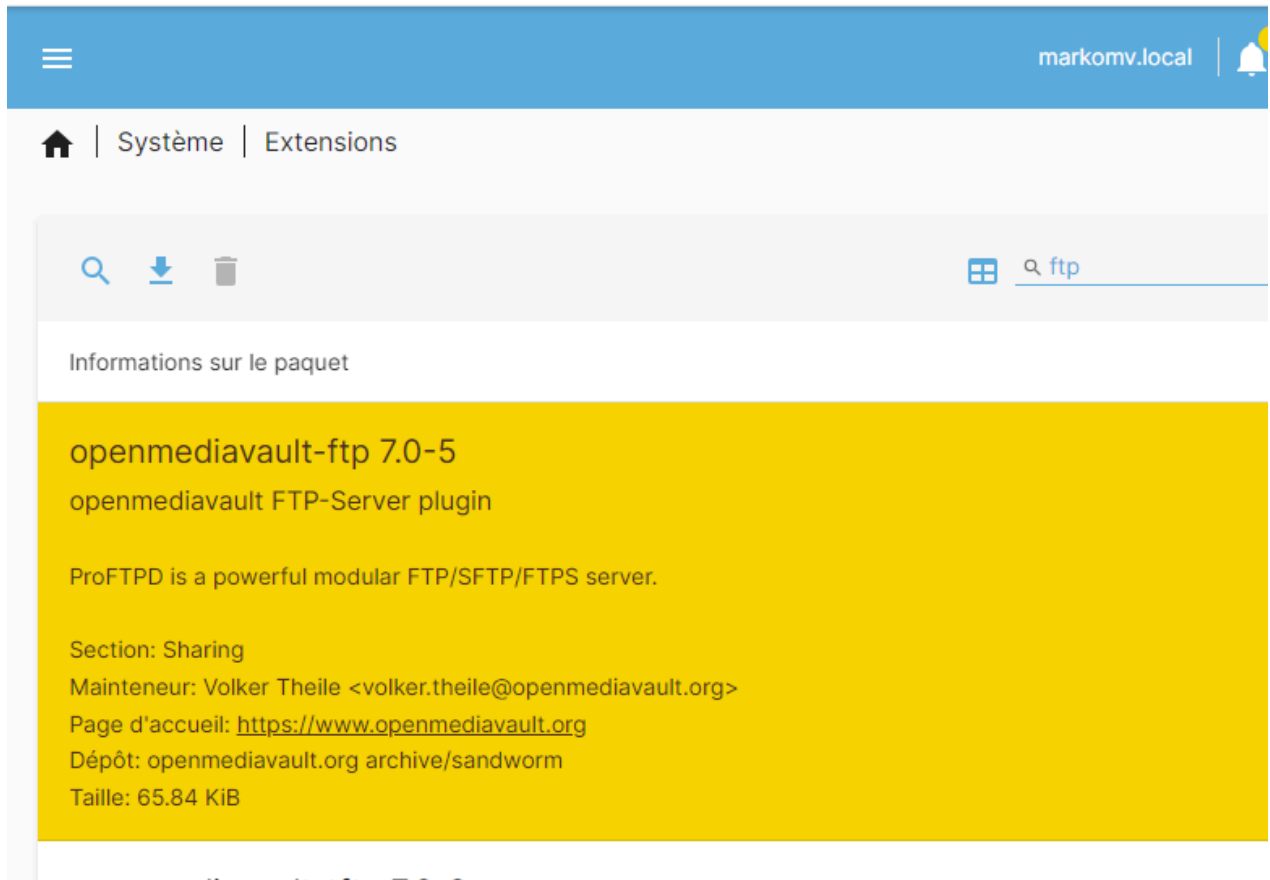 markomv.local
Système | Extensions
ftp
Informations sur le paquet
openmediavault-ftp 7.0-5
openmediavault FTP-Server plugin
ProFTPD is a powerful modular FTP/SFTP/FTPS server.
Section: Sharing
Mainteneur: Volker Theile <volker.theile@openmediavault.org>
Page d'accueil: https://www.openmediavault.org
Dépôt: openmediavault.org archive/sandworm
Taille: 65.84 KiB